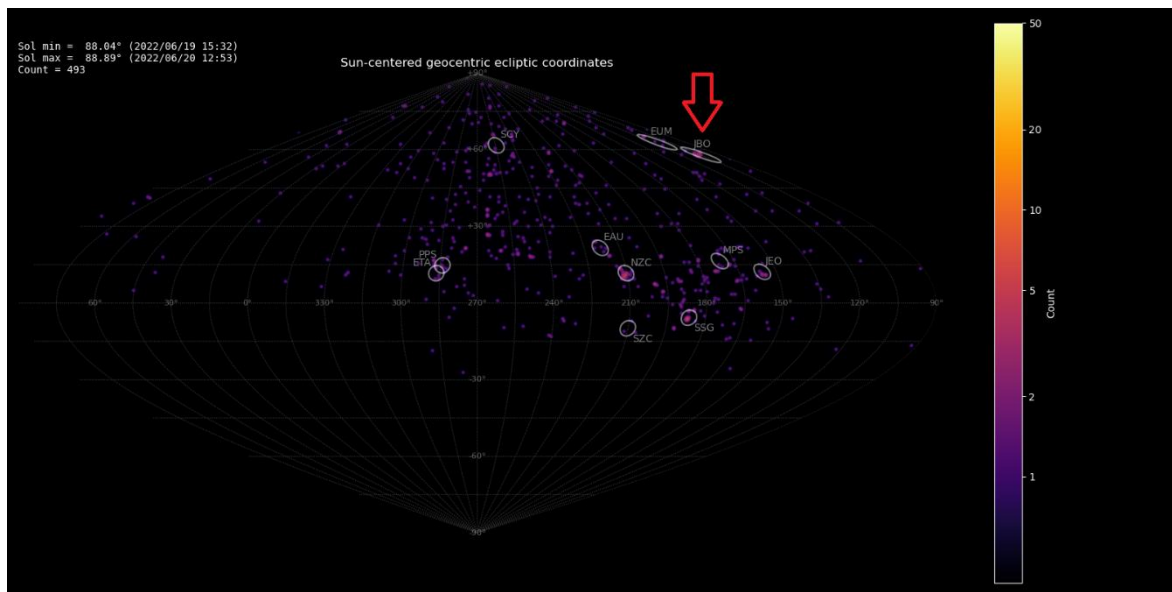 Sol min =  88.04° (2022/06/19 15:32)
Sol max =  88.89° (2022/06/20 12:53)
Count = 493
Sun-centered geocentric ecliptic coordinates
+90°
EUM
SCY
JBO
+60°
+30°
EAU
MPS
PPS
NZC
JEO
ETA
60° 30° 0° 330° 300° 270° 240° 210° 180° 150° 120° 90°
SSG
SZC
-30°
-60°
-90°
50
20
10
5
2
1
Count